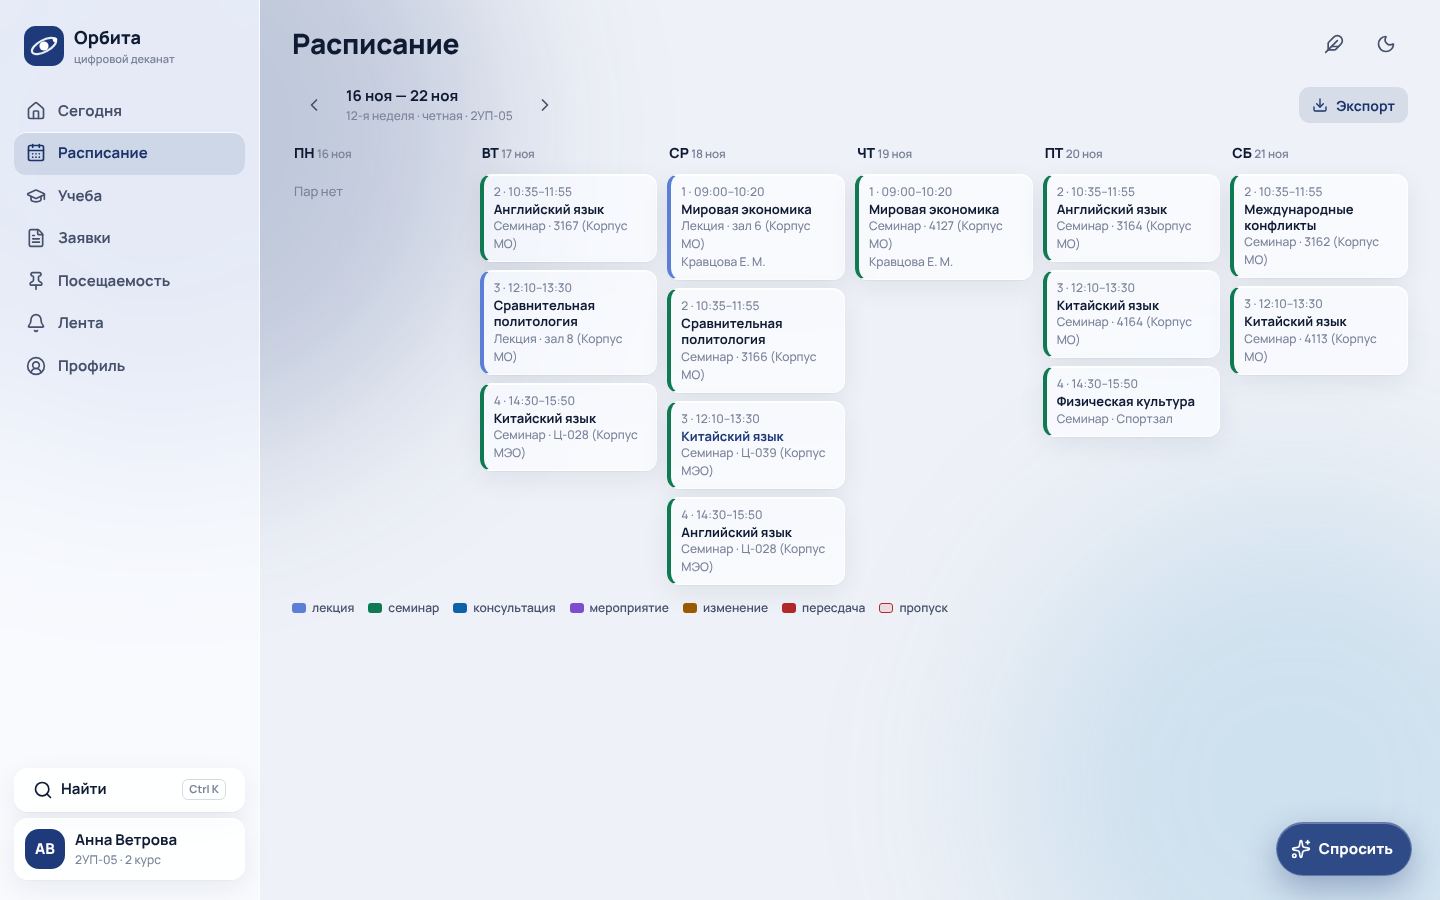 Орбита
цифровой деканат
Сегодня
Расписание
Учеба
Заявки
Посещаемость
Лента
Профиль
Найти
Ctrl K
АВ
Анна Ветрова
2УП-05 · 2 курс
Расписание
16 ноя — 22 ноя
12-я неделя · четная · 2УП-05
Экспорт
ПН 16 ноя
Пар нет
ВТ 17 ноя
2 · 10:35–11:55
Английский язык
Семинар · 3167 (Корпус
МО)
3 · 12:10–13:30
Сравнительная
политология
Лекция · зал 8 (Корпус
МО)
4 · 14:30–15:50
Китайский язык
Семинар · Ц-028 (Корпус
МЭО)
СР 18 ноя
1 · 09:00–10:20
Мировая экономика
Лекция · зал 6 (Корпус
МО)
Кравцова Е. М.
2 · 10:35–11:55
Сравнительная
политология
Семинар · 3166 (Корпус
МО)
3 · 12:10–13:30
Китайский язык
Семинар · Ц-039 (Корпус
МЭО)
4 · 14:30–15:50
Английский язык
Семинар · Ц-028 (Корпус
МЭО)
ЧТ 19 ноя
1 · 09:00–10:20
Мировая экономика
Семинар · 4127 (Корпус
МО)
Кравцова Е. М.
ПТ 20 ноя
2 · 10:35–11:55
Английский язык
Семинар · 3164 (Корпус
МО)
3 · 12:10–13:30
Китайский язык
Семинар · 4164 (Корпус
МО)
4 · 14:30–15:50
Физическая культура
Семинар · Спортзал
СБ 21 ноя
2 · 10:35–11:55
Международные
конфликты
Семинар · 3162 (Корпус
МО)
3 · 12:10–13:30
Китайский язык
Семинар · 4113 (Корпус
МО)
лекция
семинар
консультация
мероприятие
изменение
пересдача
пропуск
Спросить